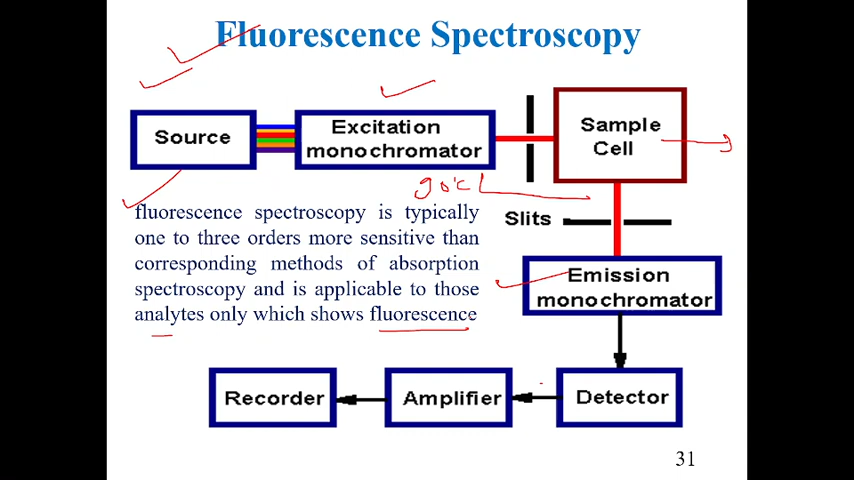 Fluorescence Spectroscopy
Source
Excitation
monochromator
Sample
Cell
90°c
fluorescence spectroscopy is typically
one to three orders more sensitive than
corresponding methods of absorption
spectroscopy and is applicable to those
analytes only which shows fluorescence
Slits
Emission
monochromator
Recorder
Amplifier
Detector
31